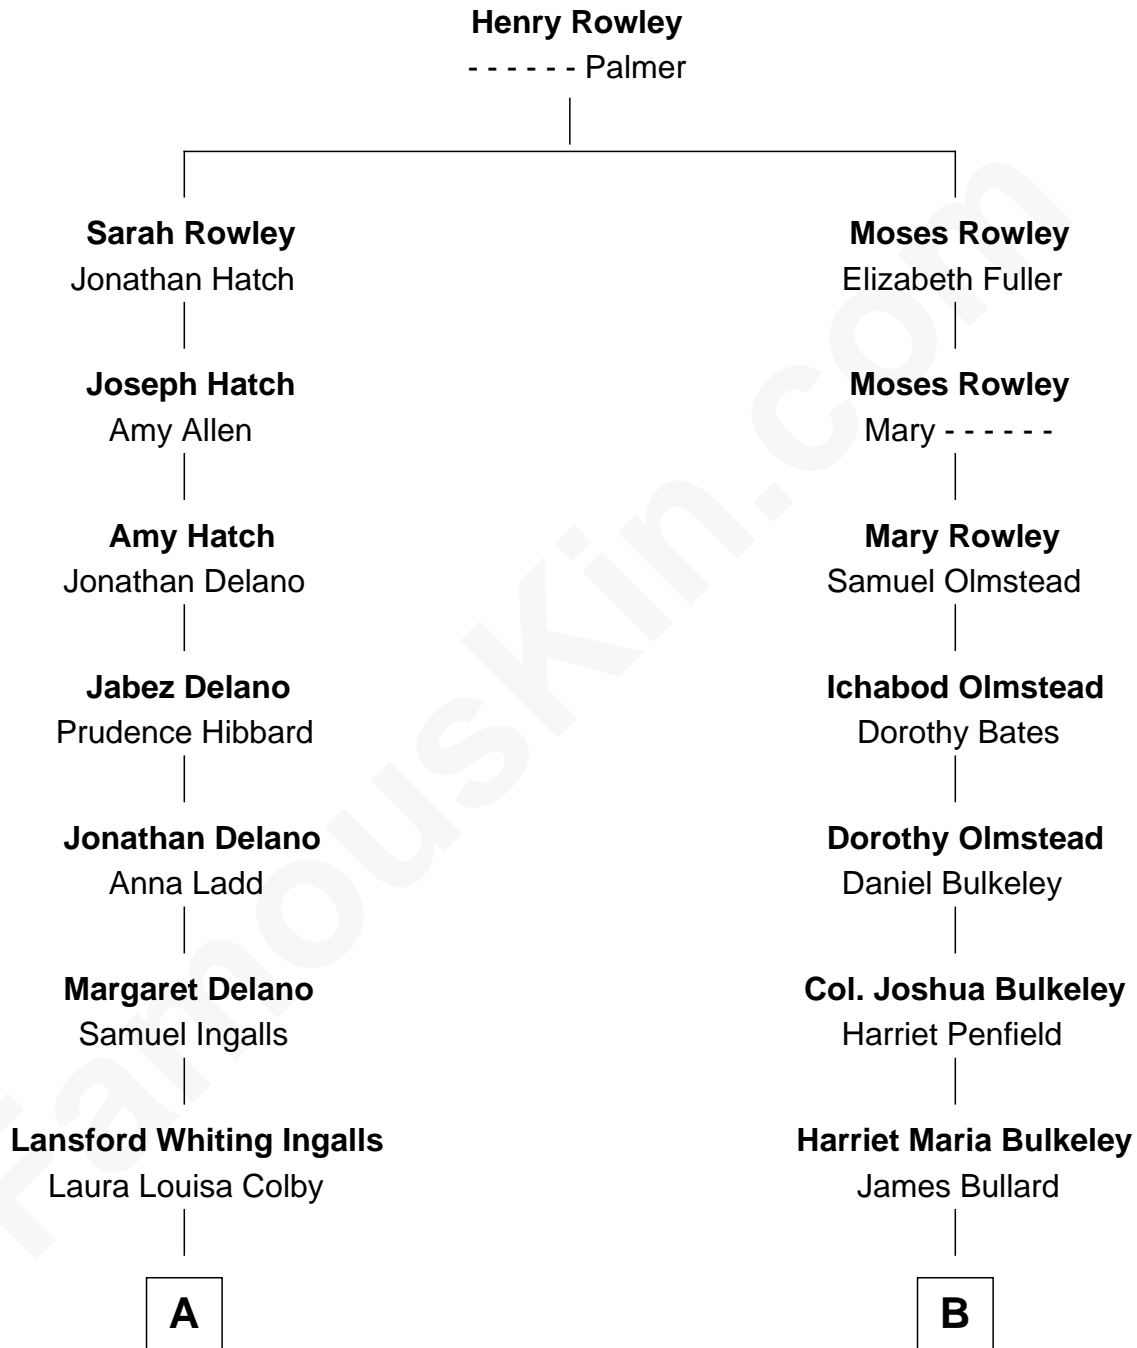 Henry Rowley
- - - - - - Palmer
Sarah Rowley
Jonathan Hatch
Moses Rowley
Elizabeth Fuller
Joseph Hatch
Amy Allen
Moses Rowley
Mary - - - - - -
Amy Hatch
Jonathan Delano
Mary Rowley
Samuel Olmstead
Jabez Delano
Prudence Hibbard
Ichabod Olmstead
Dorothy Bates
Jonathan Delano
Anna Ladd
Dorothy Olmstead
Daniel Bulkeley
Margaret Delano
Samuel Ingalls
Col. Joshua Bulkeley
Harriet Penfield
Lansford Whiting Ingalls
Laura Louisa Colby
Harriet Maria Bulkeley
James Bullard
A
B
FamousKin.com